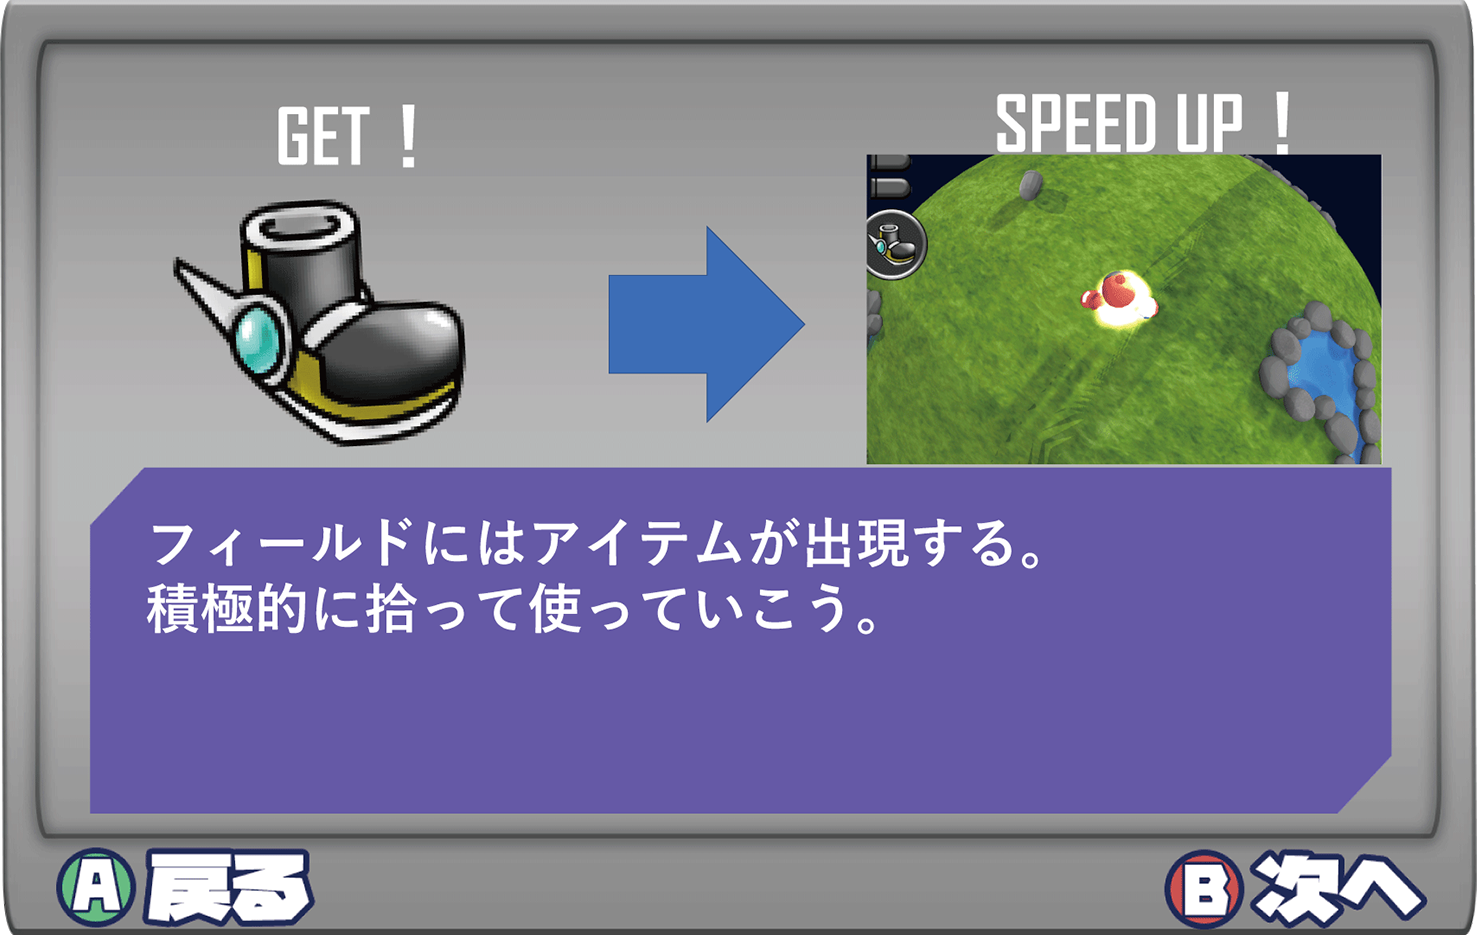 GET！
SPEED UP！
フィールドにはアイテムが出現する。
積極的に拾って使っていこう。
A 戻る
B 次へ